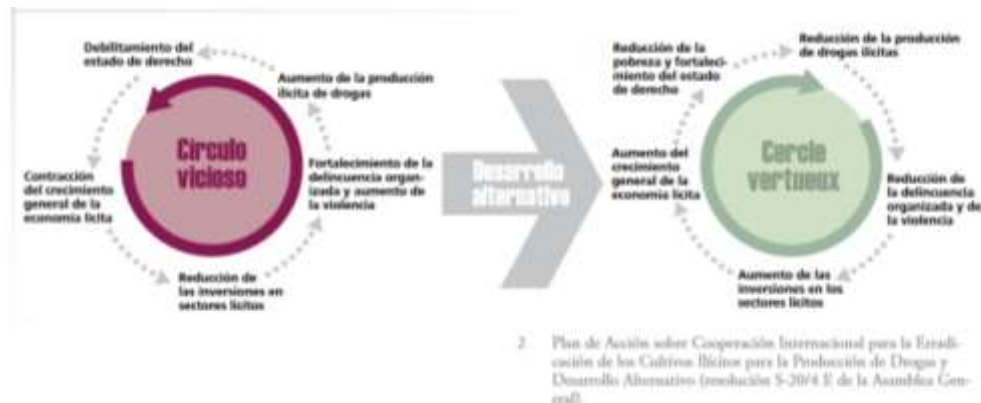 Debilitamiento del
estado de derecho
Aumento de la producción
ilícita de drogas
Círculo
vicioso
Fortalecimiento de la
delincuencia organ-
izada y aumento de
la violencia
Contracción
del crecimiento
general de la
economía lícita
Reducción de
las inversiones en
sectores lícitos
Desarrollo
alternativo
Reducción de la
pobreza y fortaleci-
miento del estado
de derecho
Reducción de la producción
de drogas ilícitas
Cercle
vertueux
Aumento del
crecimiento
general de la
economía lícita
Reducción de
la delincuencia
organizada y de
la violencia
Aumento de las
inversiones en los
sectores lícitos
2 Plan de Acción sobre Cooperación Internacional para la Erradi-
cación de los Cultivos Ilícitos para la Producción de Drogas y
Desarrollo Alternativo (resolución S-20/4 E de la Asamblea Gen-
eral).